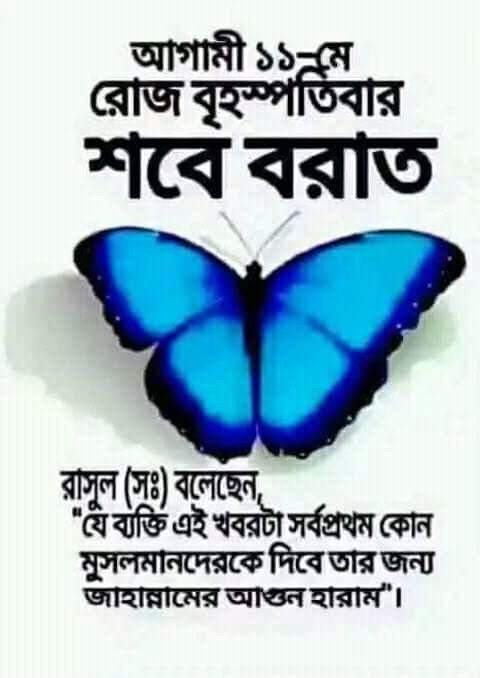 আগামী ১১-মে
রোজ বৃহস্পতিবার
শবে বরাত
রাসুল (সঃ) বলেছেন,
"যে ব্যক্তি এই খবরটা সর্বপ্রথম কোন
মুসলমানদেরকে দিবে তার জন্য
জাহান্নামের আগুন হারাম"।